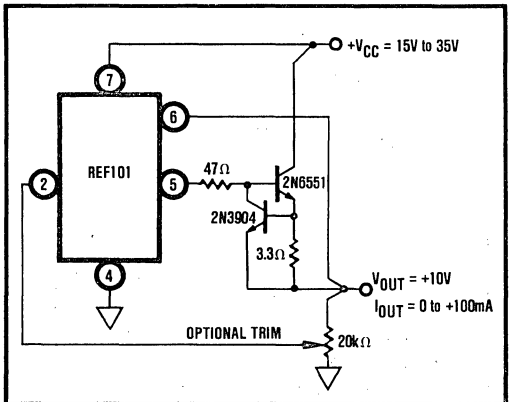 +VCC = 15V to 35V
7
6
REF101
47Ω
2
5
2N6551
2N3904
3.3Ω
4
VOUT = +10V
IOUT = 0 to +100mA
OPTIONAL TRIM
20kΩ